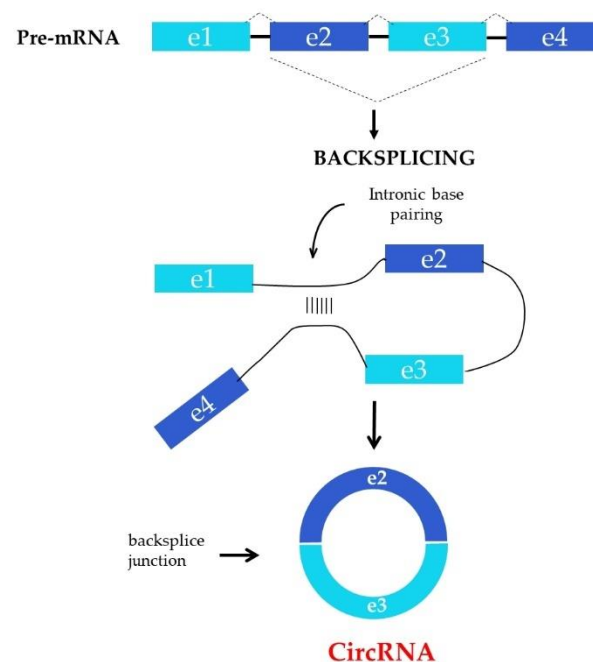 Pre-mRNA e1 e2 e3 e4
BACKSPLICING
Intronic base
pairing
e1
e2
e3
e4
e2
backsplice
junction
e3
CircRNA